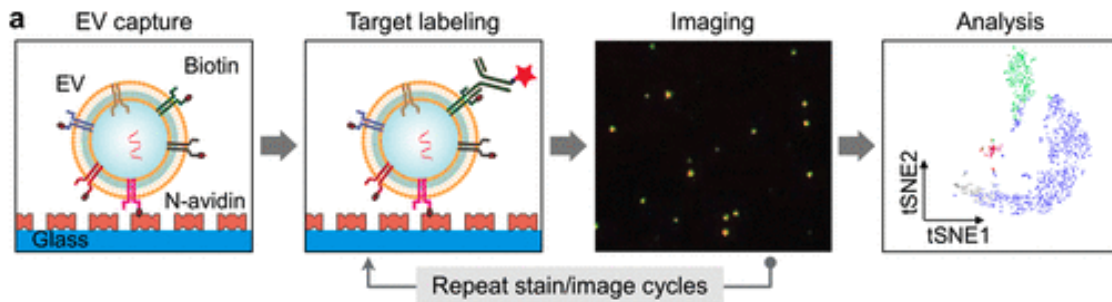 a
EV capture
Target labeling
Imaging
Analysis
EV
Biotin
N-avidin
Glass
tSNE2
tSNE1
Repeat stain/image cycles